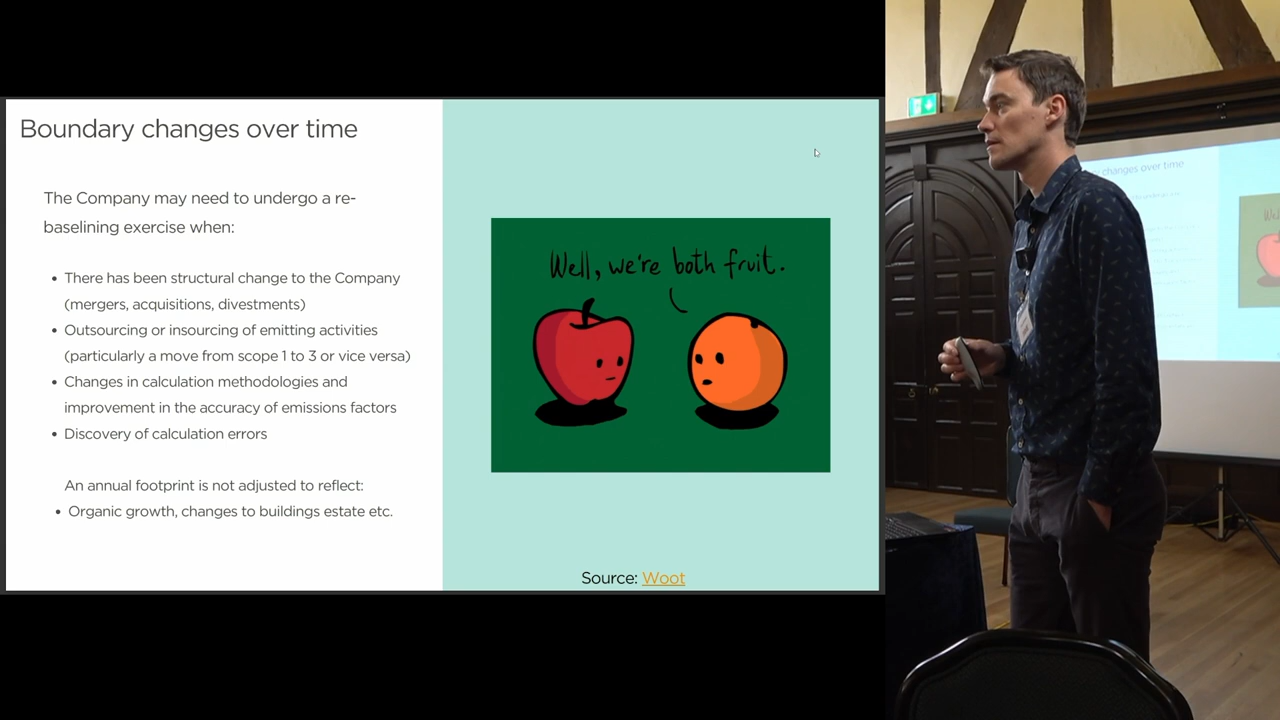 Boundary changes over time
The Company may need to undergo a re-
baselining exercise when:
• There has been structural change to the Company
(mergers, acquisitions, divestments)
• Outsourcing or insourcing of emitting activities
(particularly a move from scope 1 to 3 or vice versa)
• Changes in calculation methodologies and
improvement in the accuracy of emissions factors
• Discovery of calculation errors
An annual footprint is not adjusted to reflect:
• Organic growth, changes to buildings estate etc.
Well, we're both fruit.
Source: Woot
changes over time